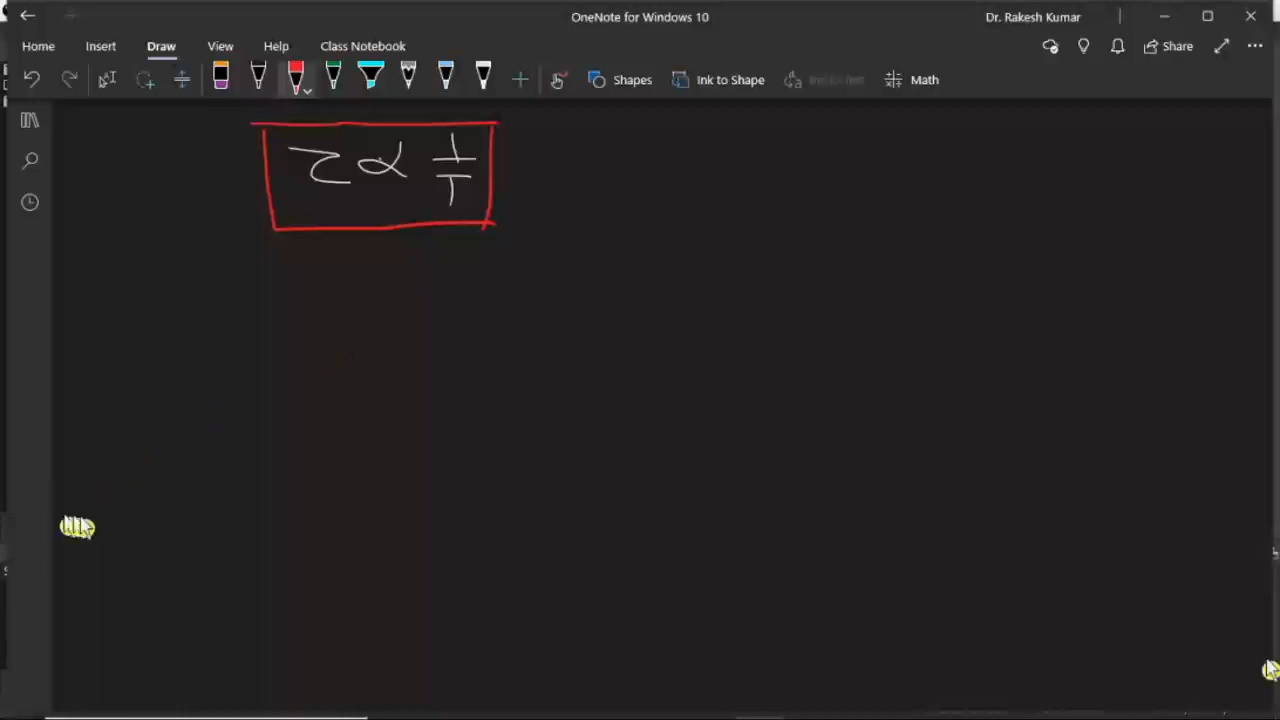 OneNote for Windows 10
Dr. Rakesh Kumar
Home Insert Draw View Help Class Notebook
Share
Shapes Ink to Shape Math
τ ∝ 1/T